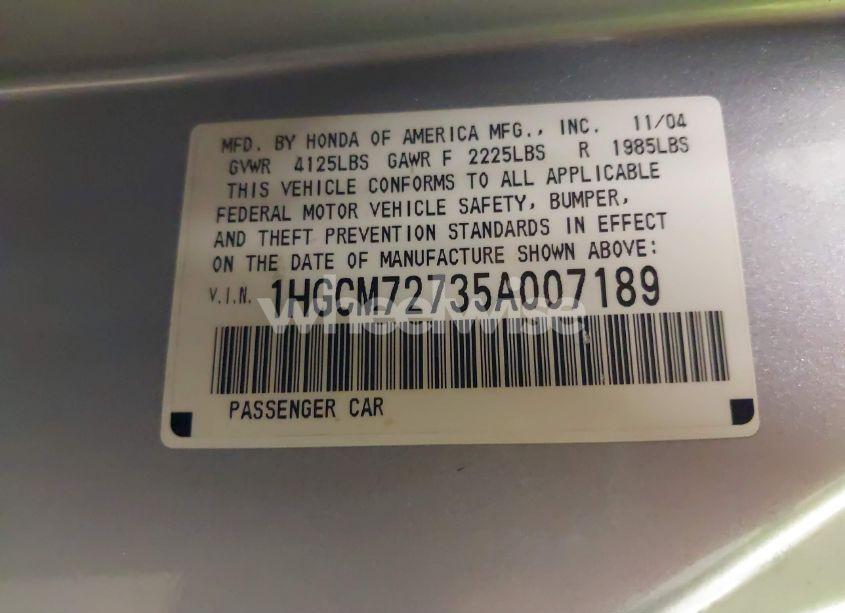 MFD. BY HONDA OF AMERICA MFG., INC. 11/04
GVWR 4125LBS GAWR F 2225LBS R 1985LBS
THIS VEHICLE CONFORMS TO ALL APPLICABLE
FEDERAL MOTOR VEHICLE SAFETY, BUMPER,
AND THEFT PREVENTION STANDARDS IN EFFECT
ON THE DATE OF MANUFACTURE SHOWN ABOVE:
V.I.N. 1HGCM72735A007189
wheelwise
PASSENGER CAR